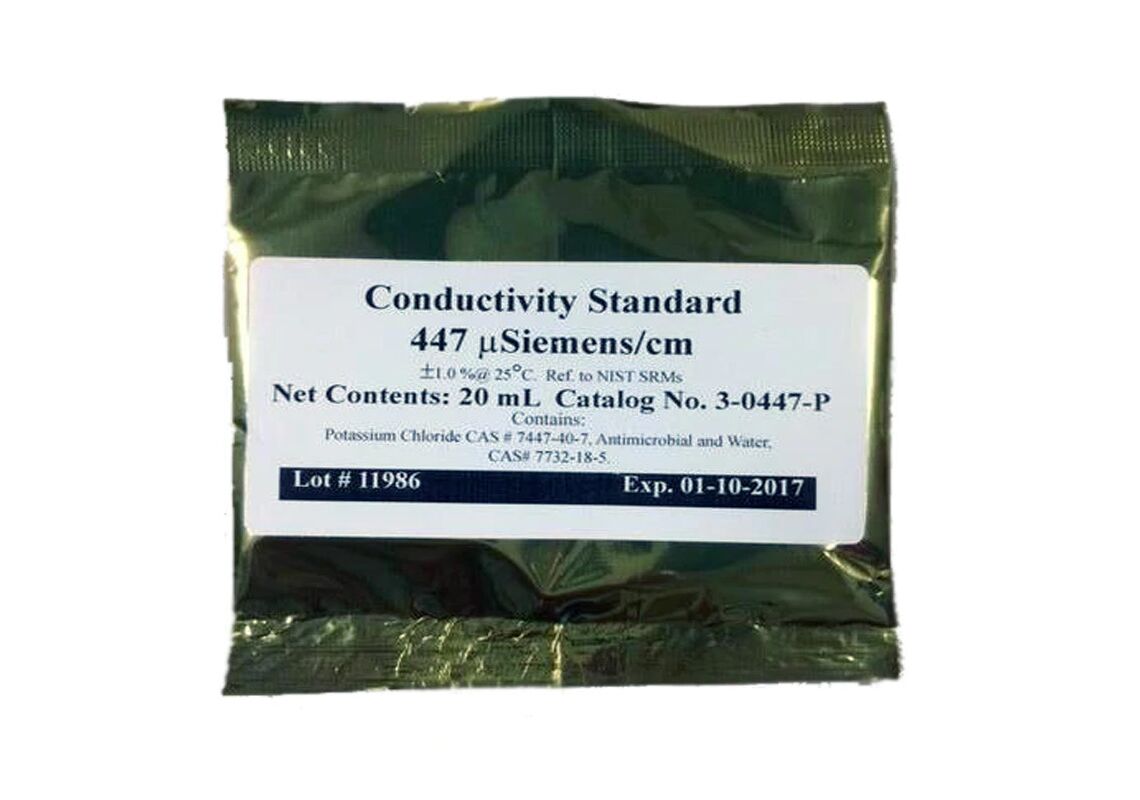 Conductivity Standard
447 μSiemens/cm
±1.0 %@ 25°C. Ref. to NIST SRMs
Net Contents: 20 mL Catalog No. 3-0447-P
Contains:
Potassium Chloride CAS # 7447-40-7, Antimicrobial and Water,
CAS# 7732-18-5.
Lot # 11986 Exp. 01-10-2017